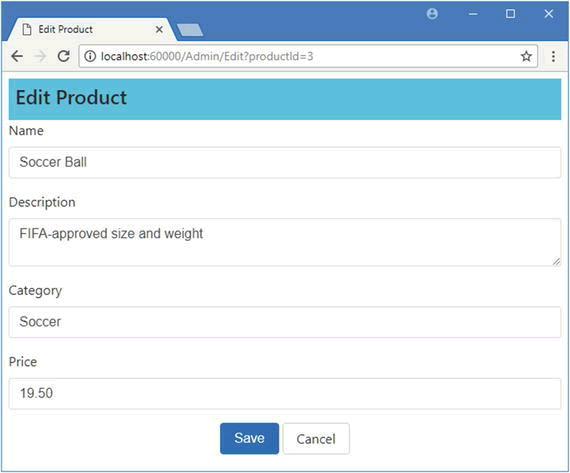 Edit Product
localhost:60000/Admin/Edit?productId=3
Edit Product
Name
Soccer Ball
Description
FIFA-approved size and weight
Category
Soccer
Price
19.50
Save Cancel